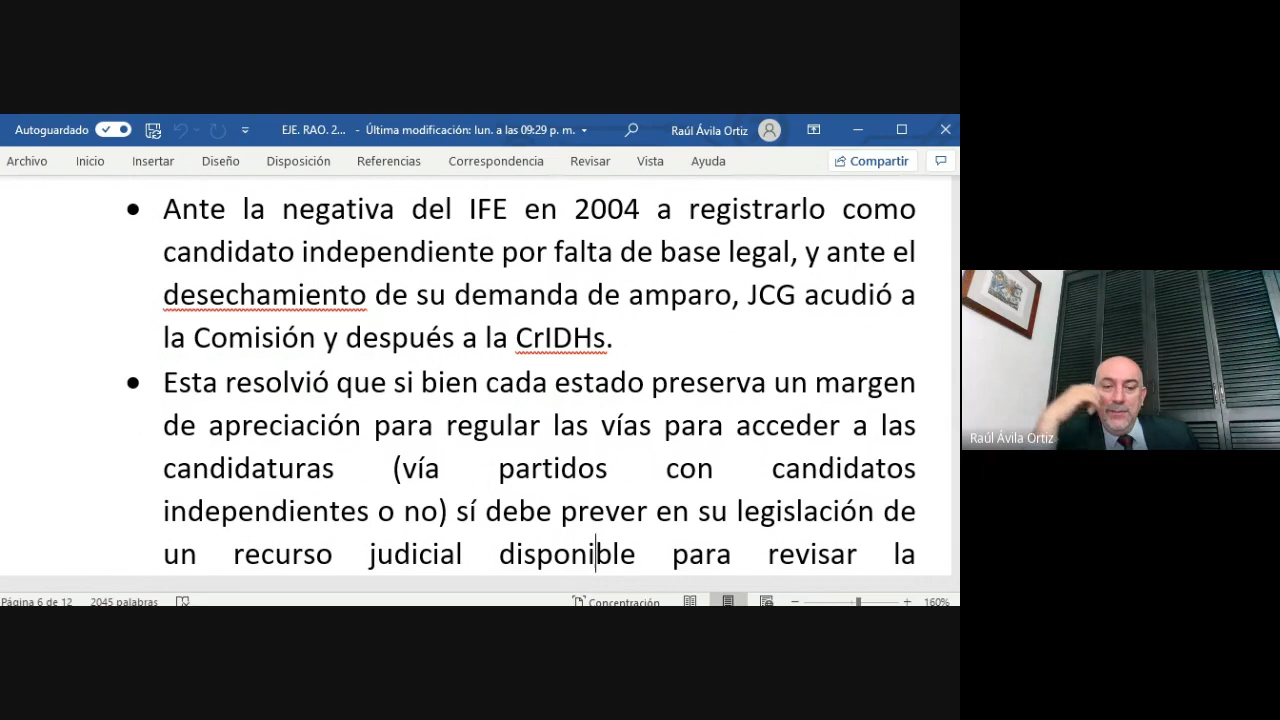 Autoguardado
EJE. RAO. 2... - Última modificación: lun. a las 09:29 p. m.
Raúl Ávila Ortiz
Archivo Inicio Insertar Diseño Disposición Referencias Correspondencia Revisar Vista Ayuda Compartir
• Ante la negativa del IFE en 2004 a registrarlo como
candidato independiente por falta de base legal, y ante el
desechamiento de su demanda de amparo, JCG acudió a
la Comisión y después a la CrIDHs.
• Esta resolvió que si bien cada estado preserva un margen
de apreciación para regular las vías para acceder a las
candidaturas (vía partidos con candidatos
independientes o no) sí debe prever en su legislación de
un recurso judicial disponible para revisar la
Página 6 de 12 2045 palabras Concentración 160%
Raúl Ávila Ortiz